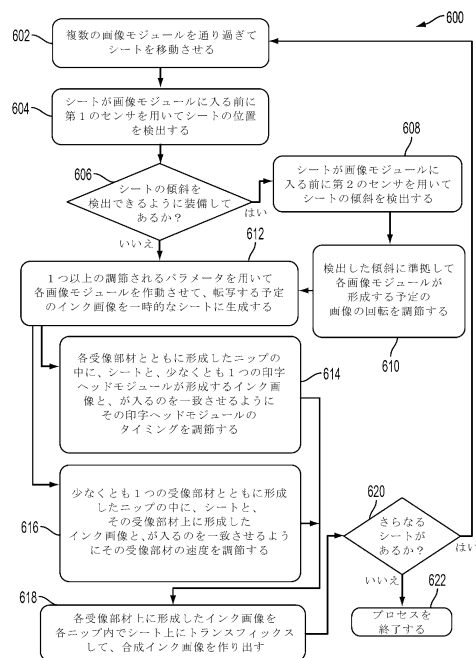 600
602
複数の画像モジュールを通り過ぎて
シートを移動させる
604
シートが画像モジュールに入る前に
第1のセンサを用いてシートの位置
を検出する
606
シートの傾斜を
検出できるように装備して
あるか?
はい
いいえ
608
シートが画像モジュールに
入る前に第2のセンサを用いて
シートの傾斜を検出する
検出した傾斜に準拠して
各画像モジュールが
形成する予定の
画像の回転を調節する
610
612
1つ以上の調節されるパラメータを用いて
各画像モジュールを作動させて、転写する予定
のインク画像を一時的なシートに生成する
各受像部材とともに形成したニップの
中に、シートと、少なくとも1つの印字
ヘッドモジュールが形成するインク画
像と、が入るのを一致させるように
その印字ヘッドモジュールの
タイミングを調節する
614
少なくとも1つの受像部材とともに形成
したニップの中に、シートと、
その受像部材上に形成した
インク画像と、が入るのを一致させるよう
にその受像部材の速度を調節する
616
618
各受像部材上に形成したインク画像を
各ニップ内でシート上にトランスフィックス
して、合成インク画像を作り出す
620
さらなる
シートが
あるか?
はい
いいえ
622
プロセスを
終了する